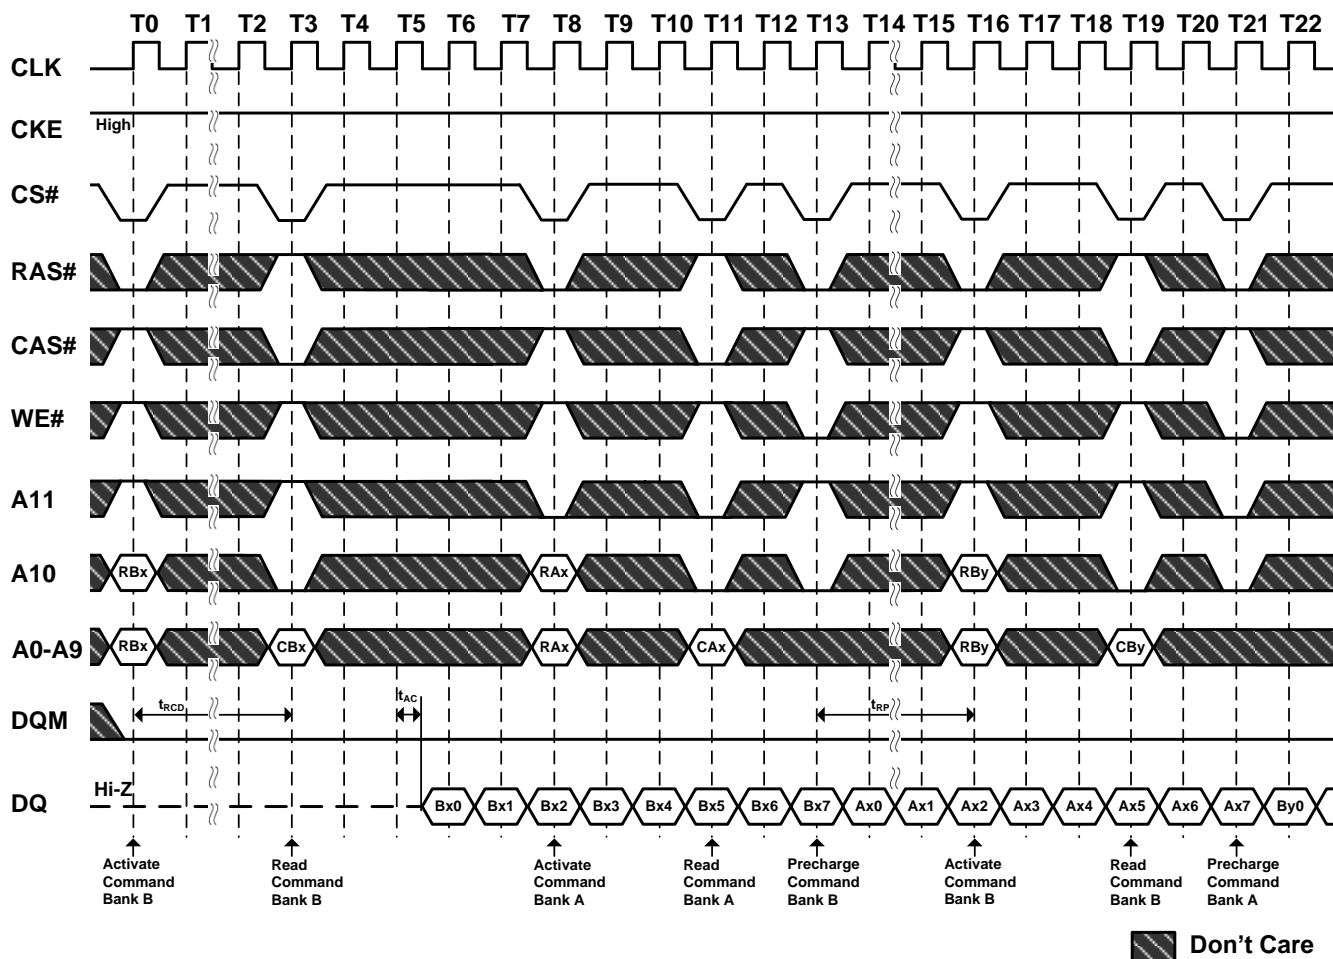 T0 T1 T2 T3 T4 T5 T6 T7 T8 T9 T10 T11 T12 T13 T14 T15 T16 T17 T18 T19 T20 T21 T22
CLK
CKE High
CS#
RAS#
CAS#
WE#
A11
A10 RBx RAx RBy
A0-A9 RBx CBx RAx CAx RBy CBy
DQM tRCD tAC tRP
DQ Hi-Z Bx0 Bx1 Bx2 Bx3 Bx4 Bx5 Bx6 Bx7 Ax0 Ax1 Ax2 Ax3 Ax4 Ax5 Ax6 Ax7 By0
Activate
Command
Bank B
Read
Command
Bank B
Activate
Command
Bank A
Read
Command
Bank A
Precharge
Command
Bank B
Activate
Command
Bank B
Read
Command
Bank B
Precharge
Command
Bank A
Don't Care